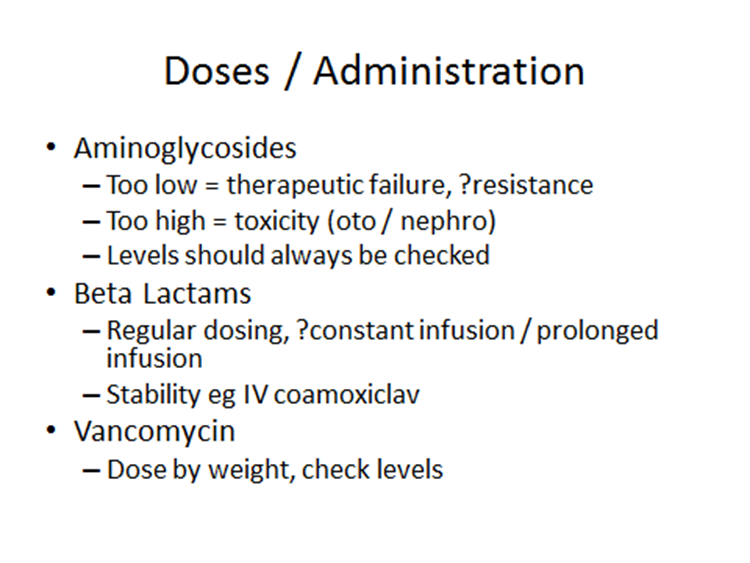 Doses / Administration
• Aminoglycosides
– Too low = therapeutic failure, ?resistance
– Too high = toxicity (oto / nephro)
– Levels should always be checked
• Beta Lactams
– Regular dosing, ?constant infusion / prolonged
infusion
– Stability eg IV coamoxiclav
• Vancomycin
– Dose by weight, check levels